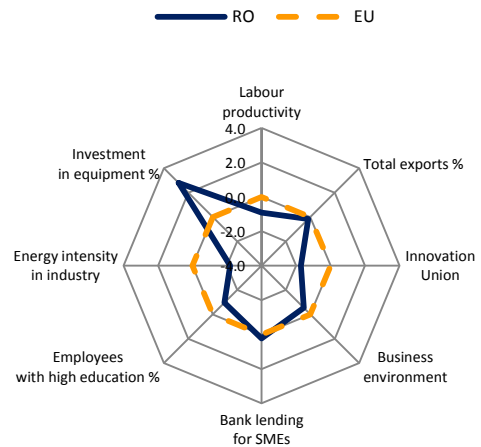 RO EU
Labour
productivity
4.0
Total exports %
2.0
Investment
in equipment %
0.0
-2.0
Energy intensity
in industry
-4.0
Innovation
Union
Employees
with high education %
Business
environment
Bank lending
for SMEs